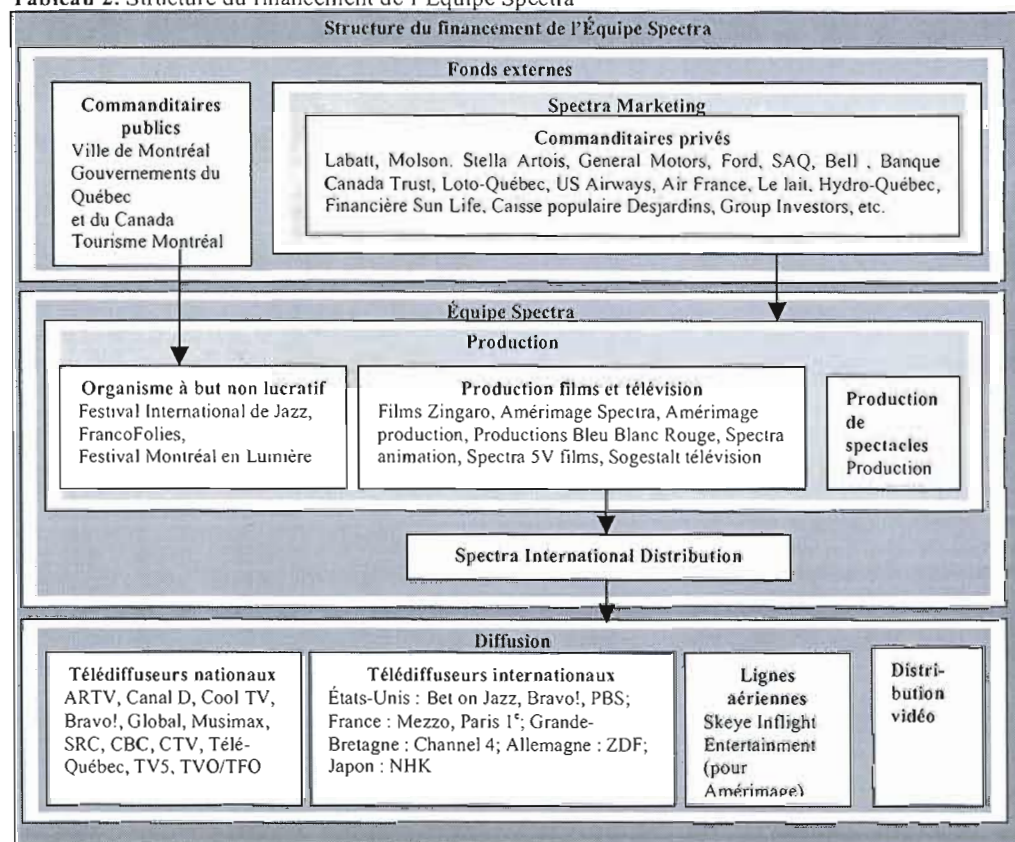 Tableau 2. Structure du financement de l'Équipe Spectra
Structure du financement de l'Équipe Spectra
Fonds externes
Commanditaires
publics
Ville de Montréal
Gouvernements du
Québec
et du Canada
Tourisme Montréal
Spectra Marketing
Commanditaires privés
Labatt, Molson. Stella Artois, General Motors, Ford, SAQ, Bell , Banque
Canada Trust, Loto-Québec, US Airways, Air France, Le lait, Hydro-Québec,
Financière Sun Life, Caisse populaire Desjardins, Group Investors, etc.
Équipe Spectra
Production
Organisme à but non lucratif
Festival International de Jazz,
FrancoFolies,
Festival Montréal en Lumière
Production films et télévision
Films Zingaro, Amérimage Spectra, Amérimage
production, Productions Bleu Blanc Rouge, Spectra
animation, Spectra 5V films, Sogestalt télévision
Production
de
spectacles
Production
Spectra International Distribution
Diffusion
Télédiffuseurs nationaux
ARTV, Canal D, Cool TV,
Bravo!, Global, Musimax,
SRC, CBC, CTV, Télé-
Québec, TV5, TVO/TFO
Télédiffuseurs internationaux
États-Unis : Bet on Jazz, Bravo!, PBS;
France : Mezzo, Paris 1e; Grande-
Bretagne : Channel 4; Allemagne : ZDF;
Japon : NHK
Lignes
aériennes
Skeye Inflight
Entertainment
(pour
Amérimage)
Distri-
bution
vidéo